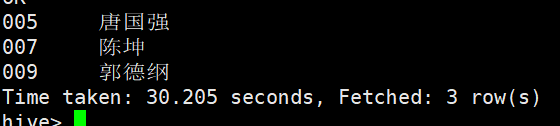 OK
005 唐国强
007 陈坤
009 郭德纲
Time taken: 30.205 seconds, Fetched: 3 row(s)
hive>